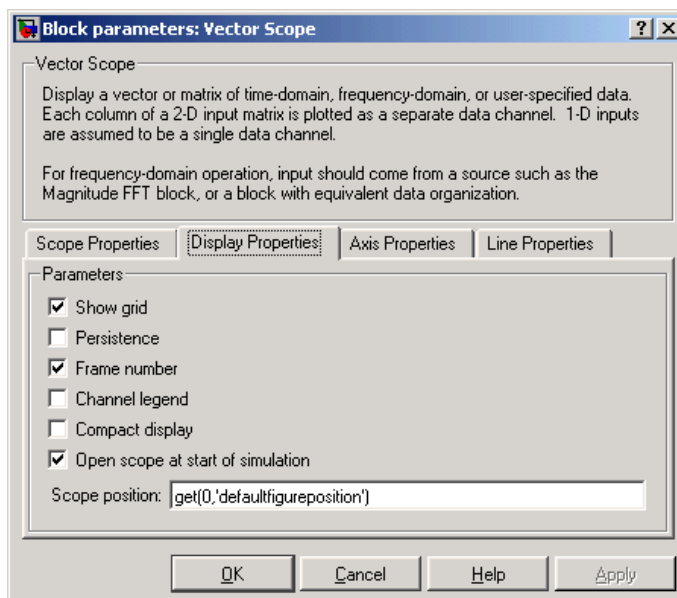 Block parameters: Vector Scope
Vector Scope
Display a vector or matrix of time-domain, frequency-domain, or user-specified data.
Each column of a 2-D input matrix is plotted as a separate data channel.  1-D inputs
are assumed to be a single data channel.
For frequency-domain operation, input should come from a source such as the
Magnitude FFT block, or a block with equivalent data organization.
Scope Properties Display Properties Axis Properties Line Properties
Parameters
Show grid
Persistence
Frame number
Channel legend
Compact display
Open scope at start of simulation
Scope position: get(0,'defaultfigureposition')
OK Cancel Help Apply